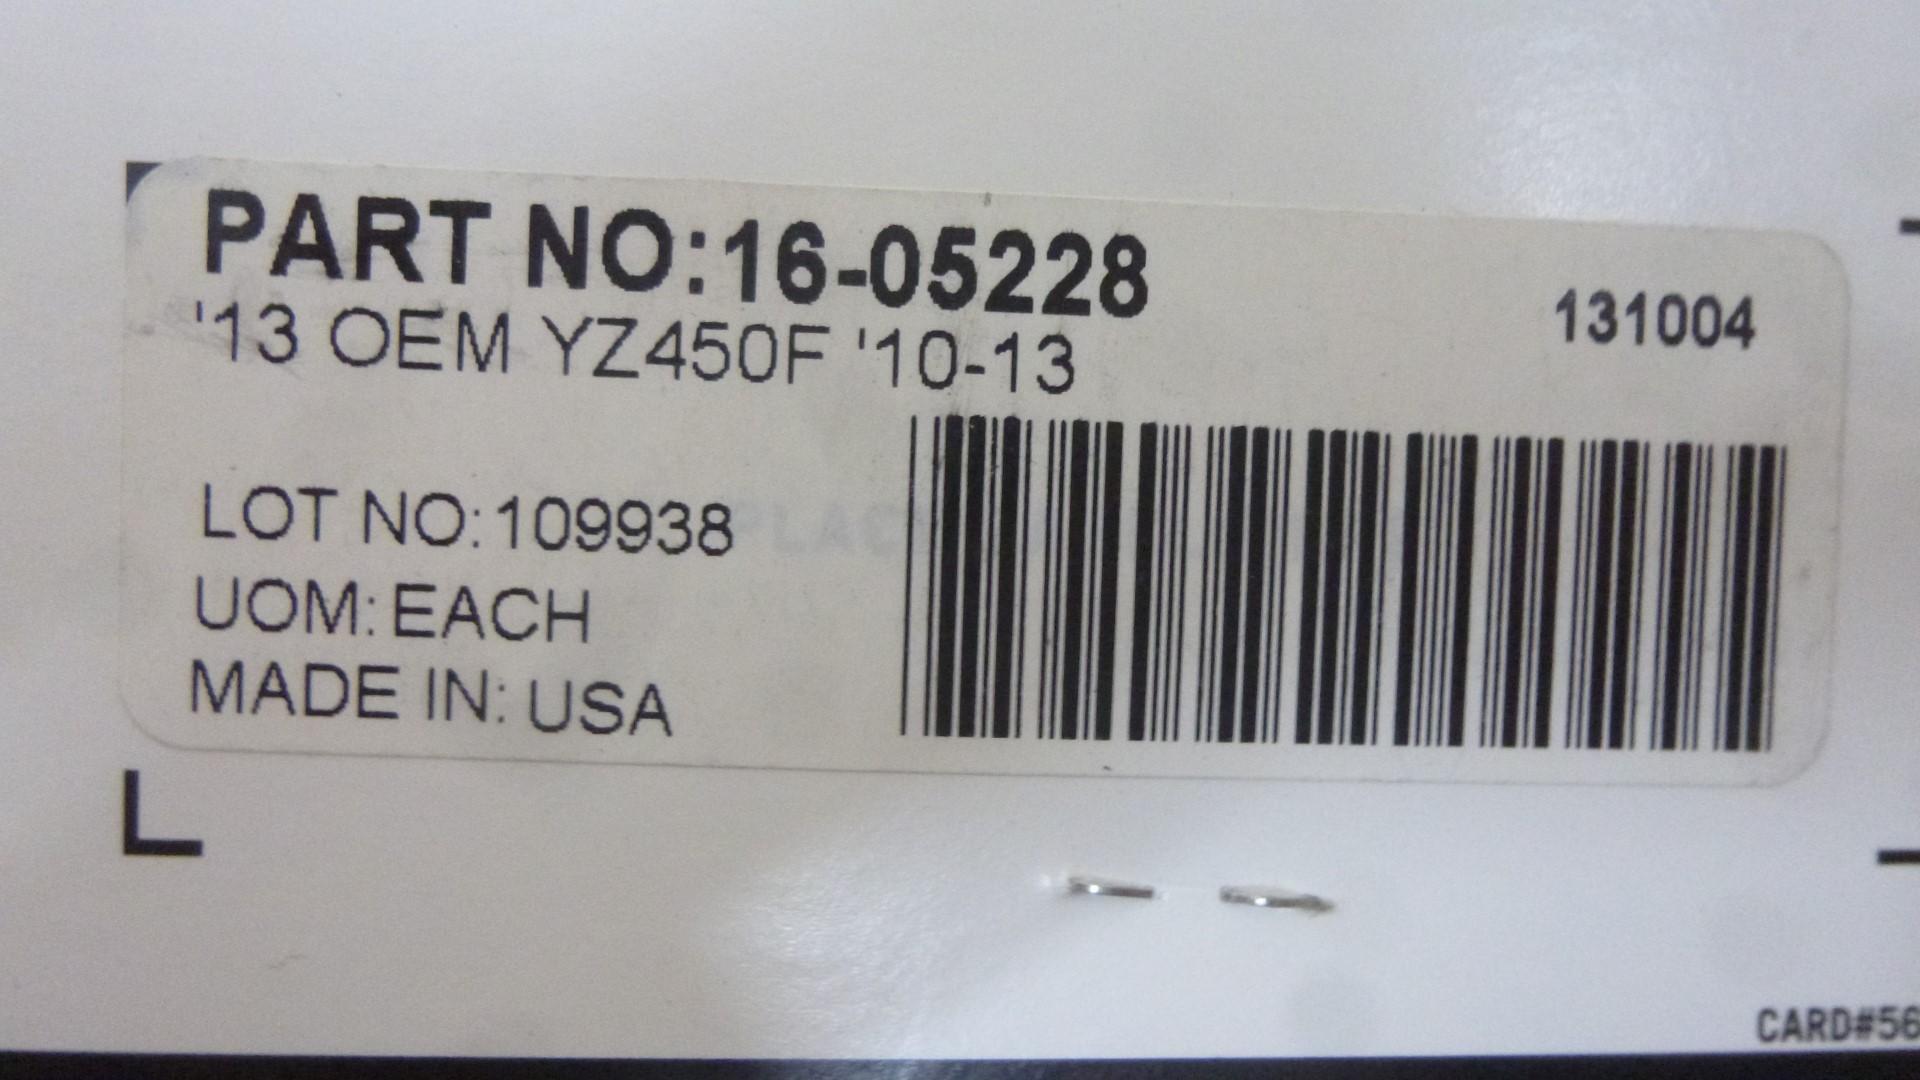 PART NO:16-05228
131004
'13 OEM YZ450F '10-13
LOT NO:109938
UOM: EACH
MADE IN: USA
CARD#56